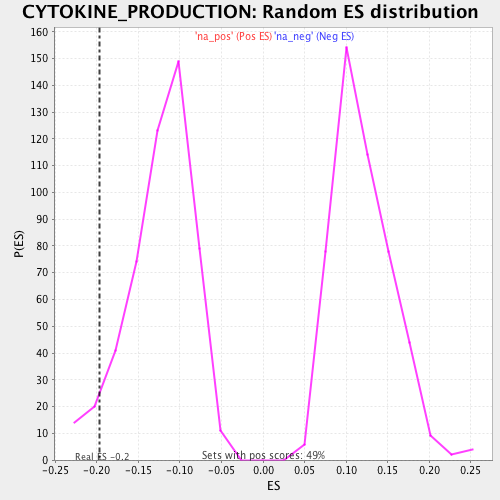 CYTOKINE_PRODUCTION: Random ES distribution
'na_pos' (Pos ES) 'na_neg' (Neg ES)
160
150
140
130
120
110
100
90
80
70
60
50
40
30
20
10
0
P(ES)
Real ES -0.2
Sets with pos scores: 49%
-0.25 -0.20 -0.15 -0.10 -0.05 0.00 0.05 0.10 0.15 0.20 0.25
ES